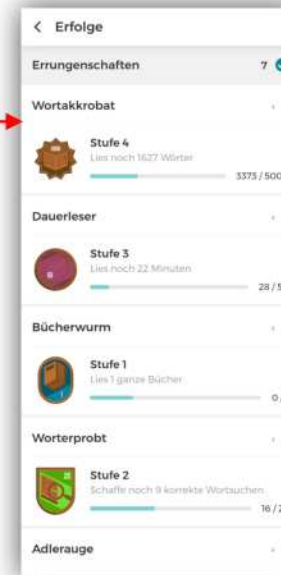 Erfolge
Errungenschaften 7
Wortakkrobat
Stufe 4
Lies noch 1627 Wörter
3373 / 500
Dauerleser
Stufe 3
Lies noch 22 Minuten
28 / 5
Bücherwurm
Stufe 1
Lies 1 ganze Bücher
0 /
Worterprobt
Stufe 2
Schaffe noch 9 korrekte Wortsuchen
16 / 2
Adlerauge